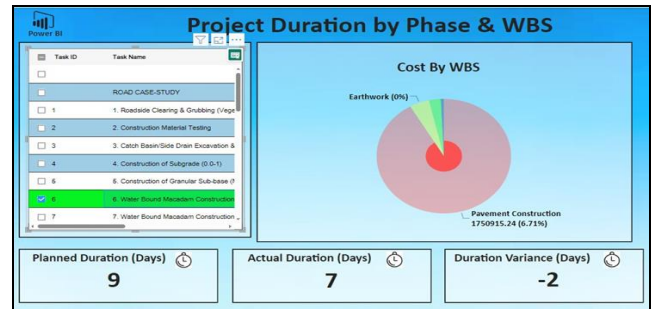 Project Duration by Phase & WBS
Power BI
Task ID Task Name
ROAD CASE-STUDY
1 1. Roadside Clearing & Grubbing (Vege
2 2. Construction Material Testing
3 3. Catch Basin/Side Drain Excavation &
4 4. Construction of Subgrade (0.0-1)
5 5. Construction of Granular Sub-base (
6 6. Water Bound Macadam Construction
7 7. Water Bound Macadam Construction
Cost By WBS
Earthwork (0%)
Pavement Construction
1750915.24 (6.71%)
Planned Duration (Days)
9
Actual Duration (Days)
7
Duration Variance (Days)
-2